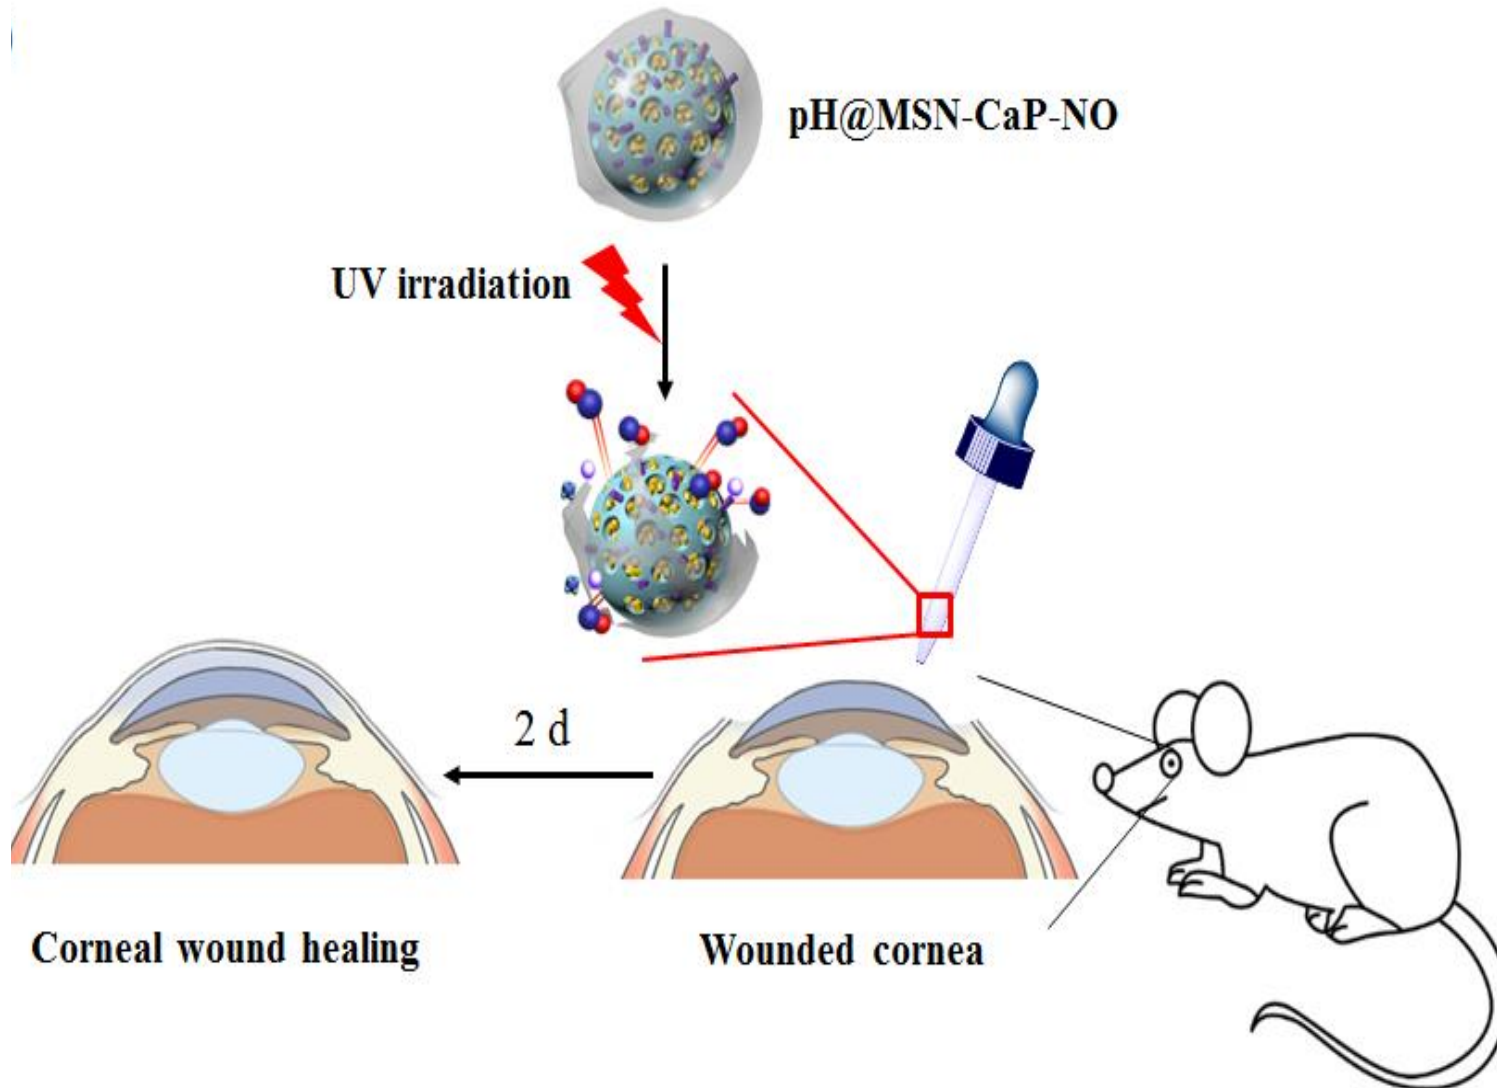 pH@MSN-CaP-NO
UV irradiation
2 d
Corneal wound healing
Wounded cornea